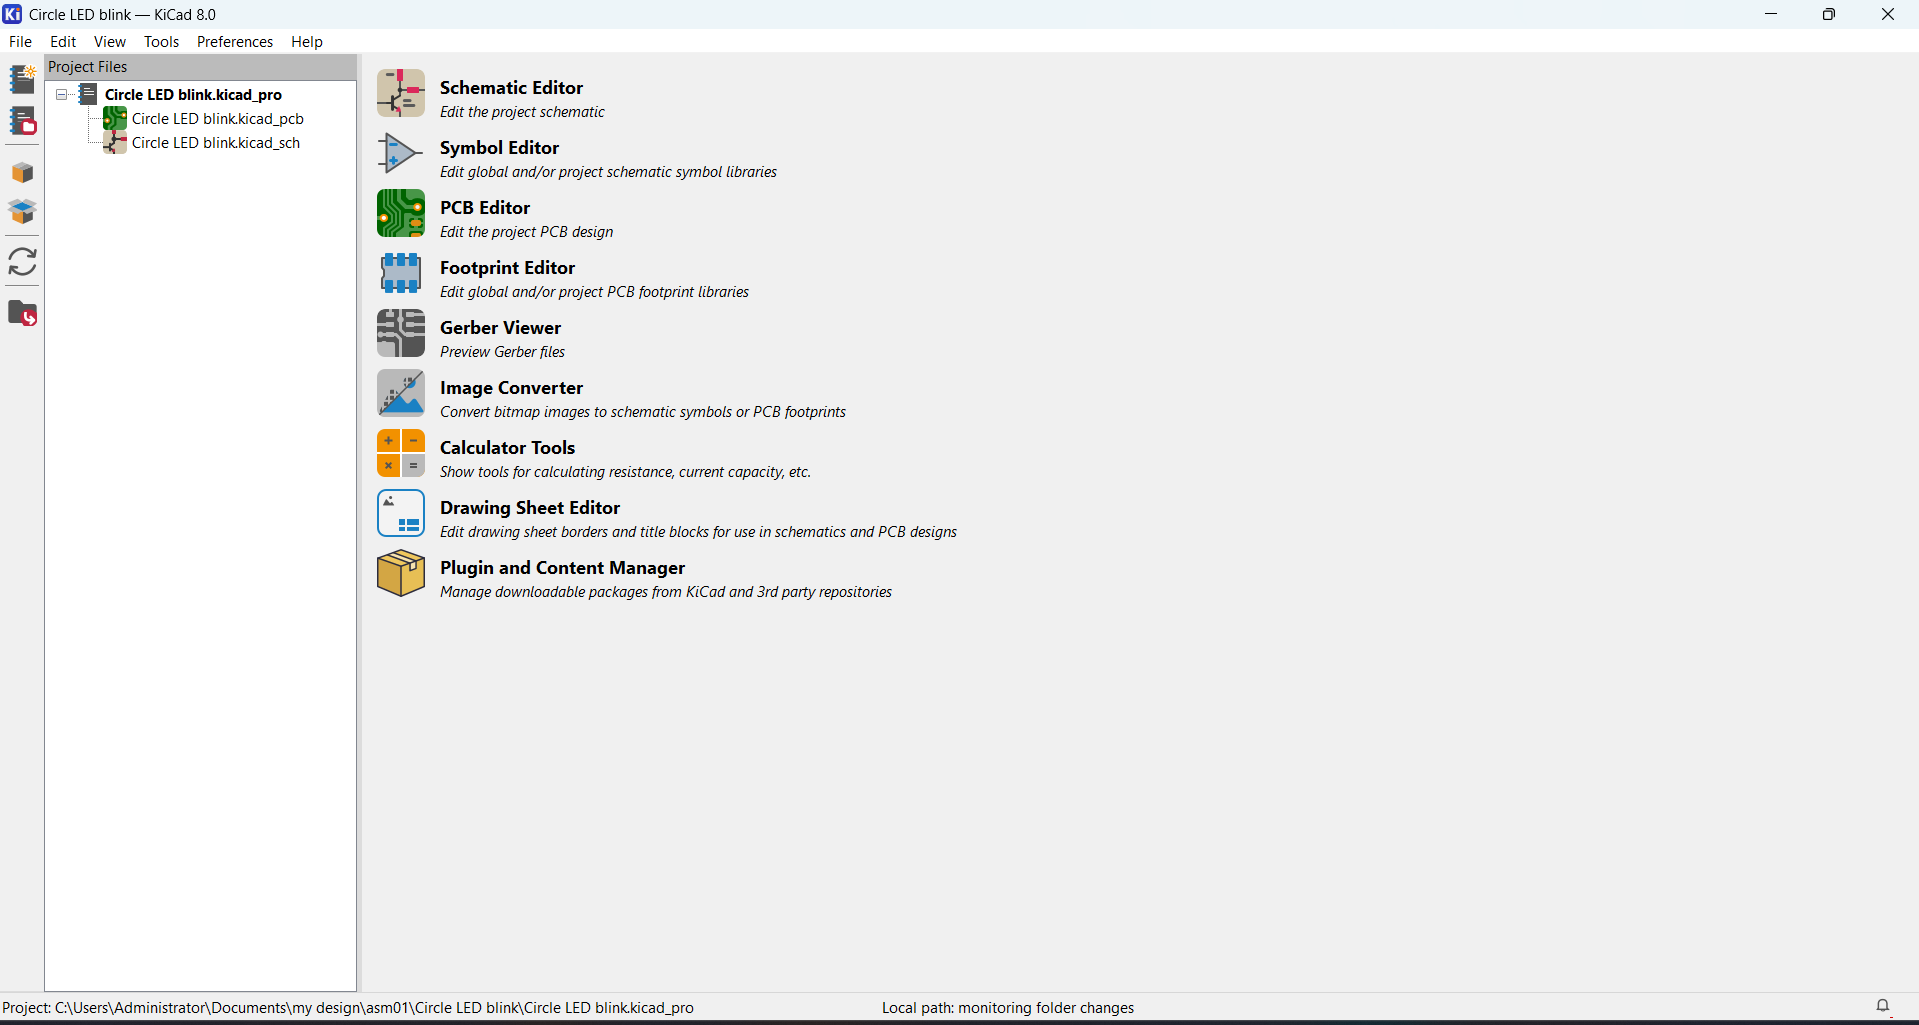 Circle LED blink — KiCad 8.0
File Edit View Tools Preferences Help
Project Files
Circle LED blink.kicad_pro
Circle LED blink.kicad_pcb
Circle LED blink.kicad_sch
Schematic Editor
Edit the project schematic
Symbol Editor
Edit global and/or project schematic symbol libraries
PCB Editor
Edit the project PCB design
Footprint Editor
Edit global and/or project PCB footprint libraries
Gerber Viewer
Preview Gerber files
Image Converter
Convert bitmap images to schematic symbols or PCB footprints
Calculator Tools
Show tools for calculating resistance, current capacity, etc.
Drawing Sheet Editor
Edit drawing sheet borders and title blocks for use in schematics and PCB designs
Plugin and Content Manager
Manage downloadable packages from KiCad and 3rd party repositories
Project: C:\Users\Administrator\Documents\my design\asm01\Circle LED blink\Circle LED blink.kicad_pro
Local path: monitoring folder changes